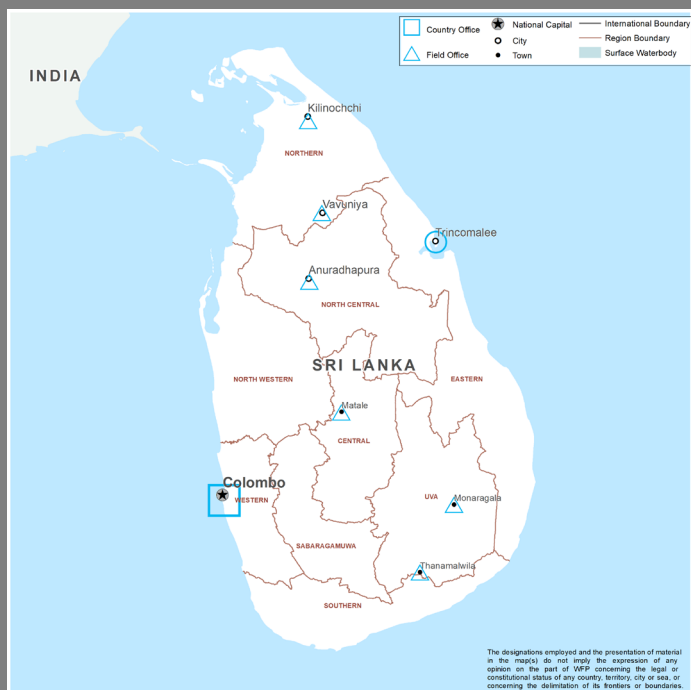 Country Office
National Capital
International Boundary
City
Region Boundary
Field Office
Town
Surface Waterbody
INDIA
Kilinochchi
NORTHERN
Vavuniya
Trincomalee
Anuradhapura
NORTH CENTRAL
SRI LANKA
NORTH WESTERN
EASTERN
Matale
CENTRAL
Colombo
WESTERN
UVA
Monaragala
SABARAGAMUWA
Thanamalwila
SOUTHERN
The designations employed and the presentation of material
in the map(s) do not imply the expression of any
opinion on the part of WFP concerning the legal or
constitutional status of any country, territory, city or sea, or
concerning the delimitation of its frontiers or boundaries.